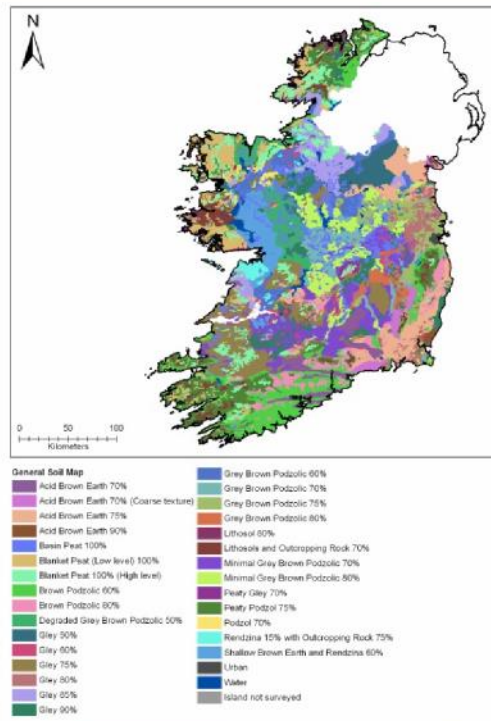 N
0 50 100
Kilometers
General Soil Map
Acid Brown Earth 70%
Acid Brown Earth 70% (Coarse texture)
Acid Brown Earth 75%
Acid Brown Earth 90%
Basin Peat 100%
Blanket Peat (Low level) 100%
Blanket Peat 100% (High level)
Brown Podzolic 60%
Brown Podzolic 80%
Degraded Grey Brown Podzolic 50%
Gley 50%
Gley 60%
Gley 75%
Gley 80%
Gley 85%
Gley 90%
Grey Brown Podzolic 60%
Grey Brown Podzolic 70%
Grey Brown Podzolic 75%
Grey Brown Podzolic 80%
Lithosol 60%
Lithosols and Outcropping Rock 70%
Minimal Grey Brown Podzolic 70%
Minimal Grey Brown Podzolic 80%
Peaty Gley 70%
Peaty Podzol 75%
Podzol 70%
Rendzina 15% with Outcropping Rock 75%
Shallow Brown Earth and Rendzina 60%
Urban
Water
Island not surveyed